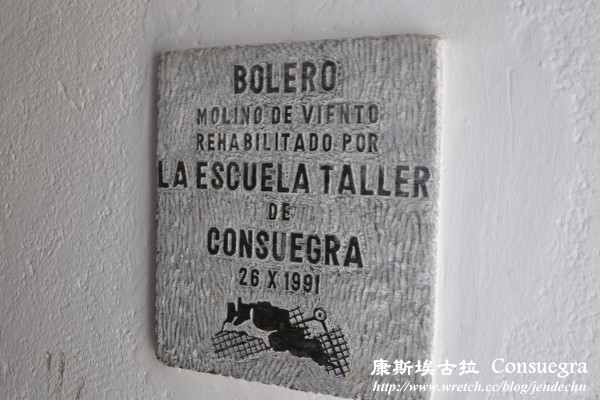 BOLERO
MOLINO DE VIENTO
REHABILITADO POR
LA ESCUELA TALLER
DE
CONSUEGRA
26 X 1991
康斯埃古拉 Consuegra
http://www.wretch.cc/blog/jendechn